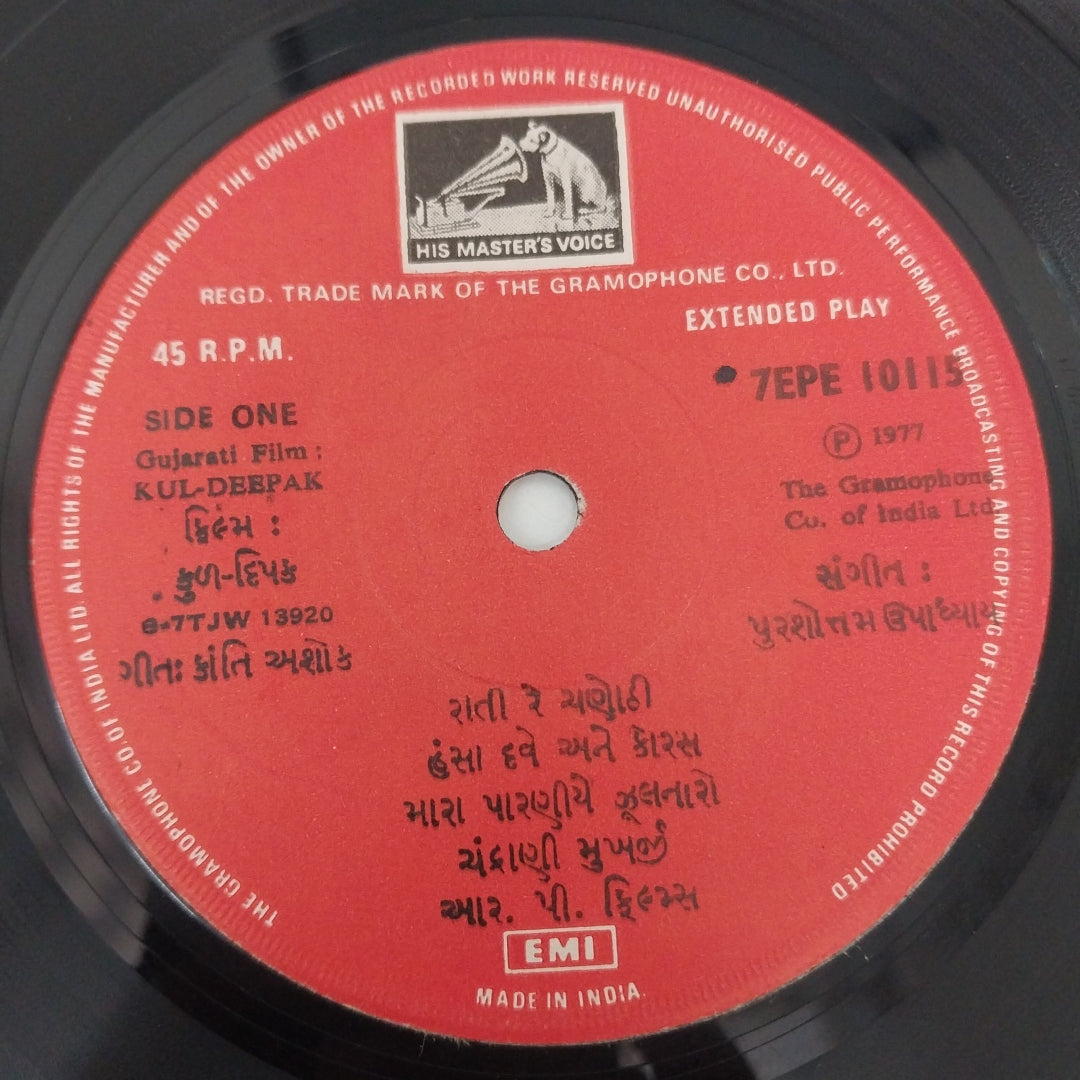 THE GRAMOPHONE CO. OF INDIA LTD. ALL RIGHTS OF THE MANUFACTURER AND OF THE OWNER OF THE RECORDED WORK RESERVED UNAUTHORISED PUBLIC PERFORMANCE BROADCASTING AND COPYING OF THIS RECORD PROHIBITED
HIS MASTER'S VOICE
REGD. TRADE MARK OF THE GRAMOPHONE CO., LTD.
EXTENDED PLAY
45 R.P.M.
7EPE 10115
SIDE ONE
Ⓟ 1977
Gujarati Film :
KUL-DEEPAK
The Gramophone
Co. of India Ltd.
ફિલ્મ :
કુળ-દિપક
સંગીત :
પુરશોત્તમ ઉપાધ્યાય
7TJW 13920
ગીત: કાંતિ અશોક
રાતી રે ચણોઠી
હંસા દવે અને કોરસ
મારા પારણીયે ઝૂલનારો
ચંદ્રાણી મુખર્જી
આર. પી. ફિલ્મ્સ
EMI
MADE IN INDIA.